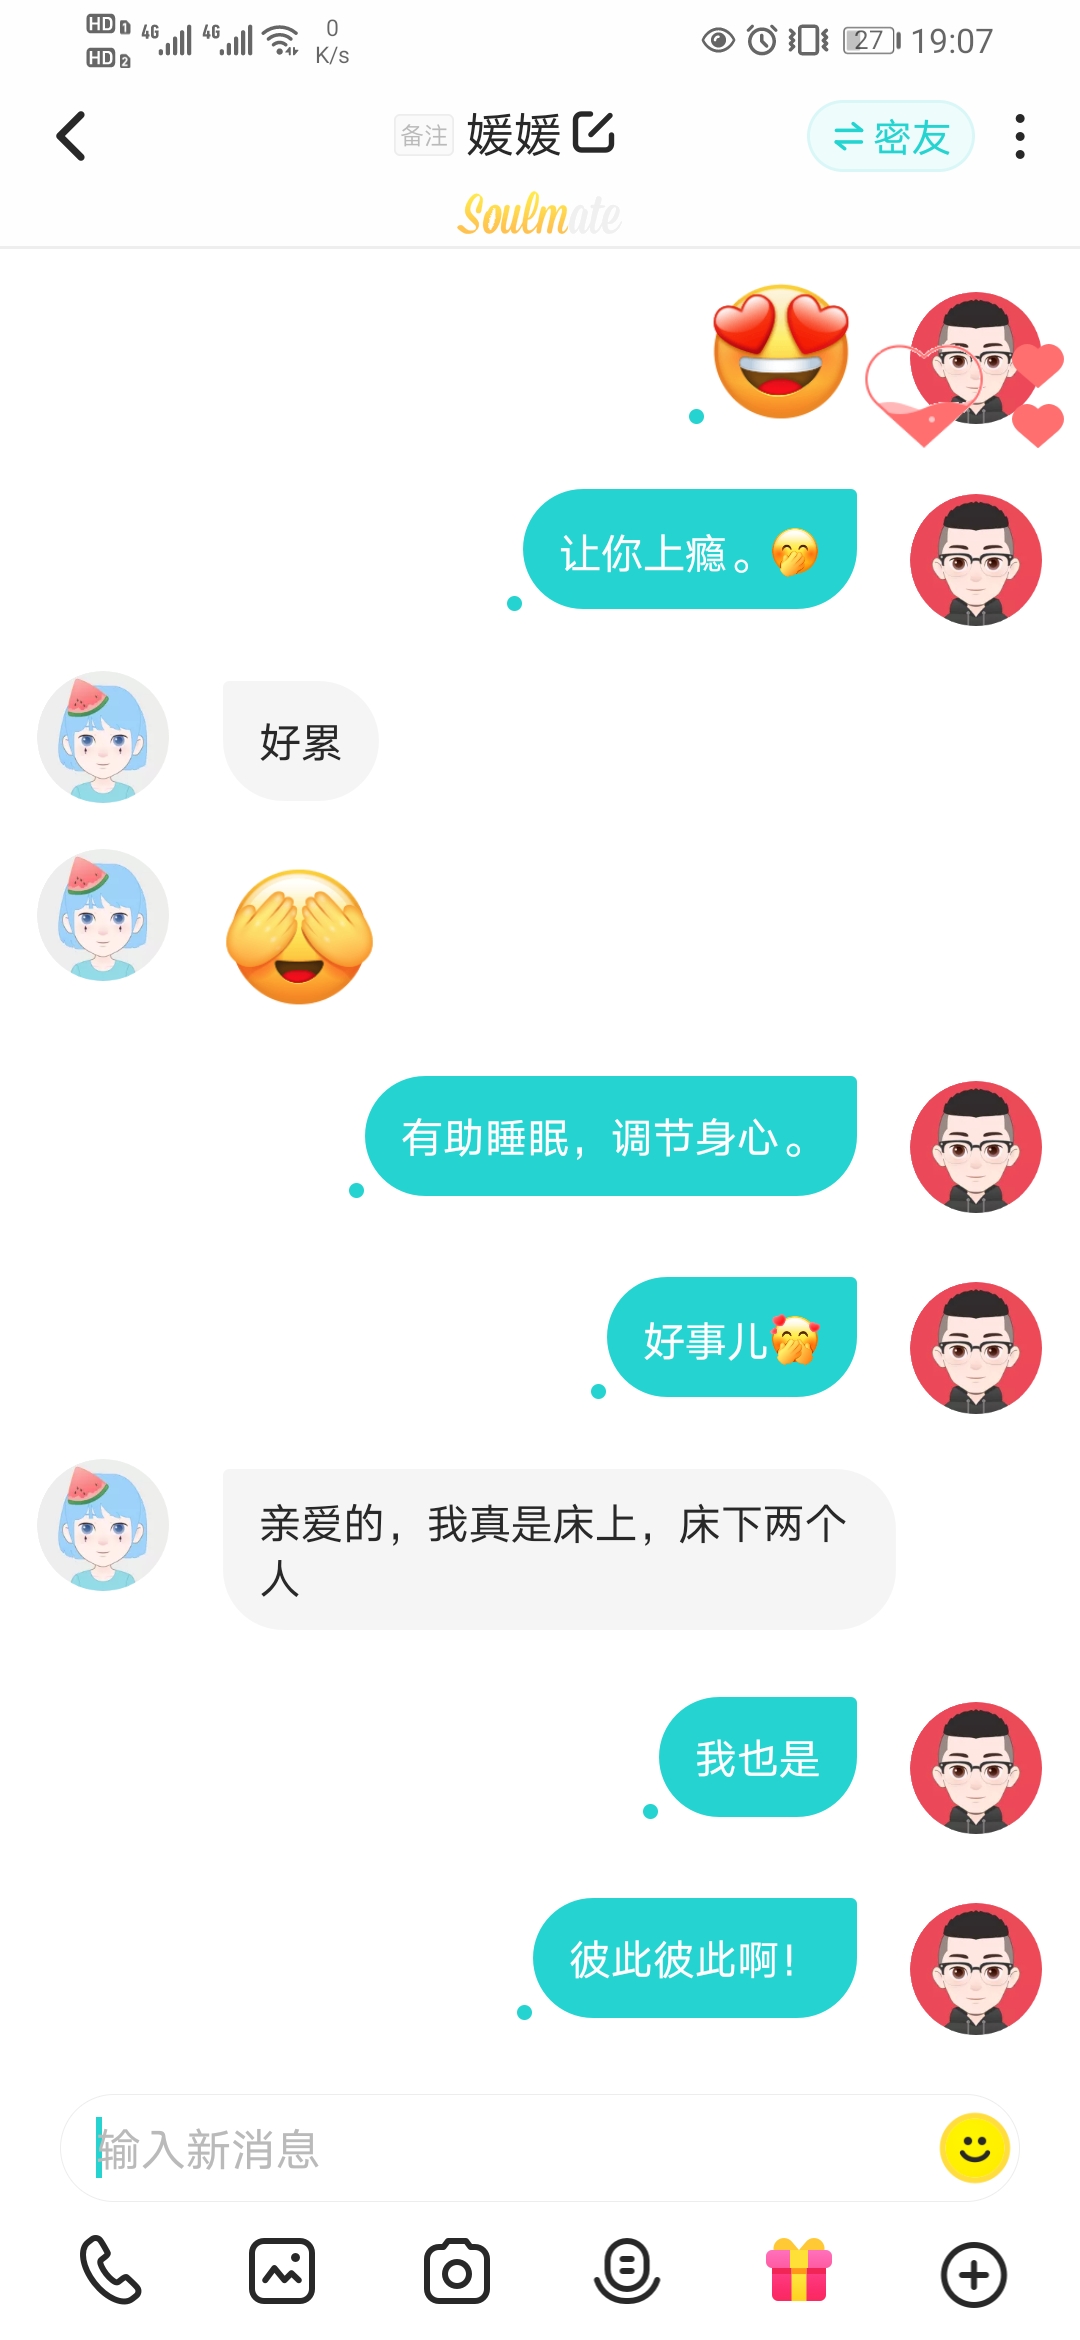 HD 1 4G 4G 0
HD 2 K/s
27 19:07
备注 媛媛 密友
Soulmate
让你上瘾。🤭
好累
有助睡眠，调节身心。
好事儿
亲爱的，我真是床上，床下两个
人
我也是
彼此彼此啊！
输入新消息